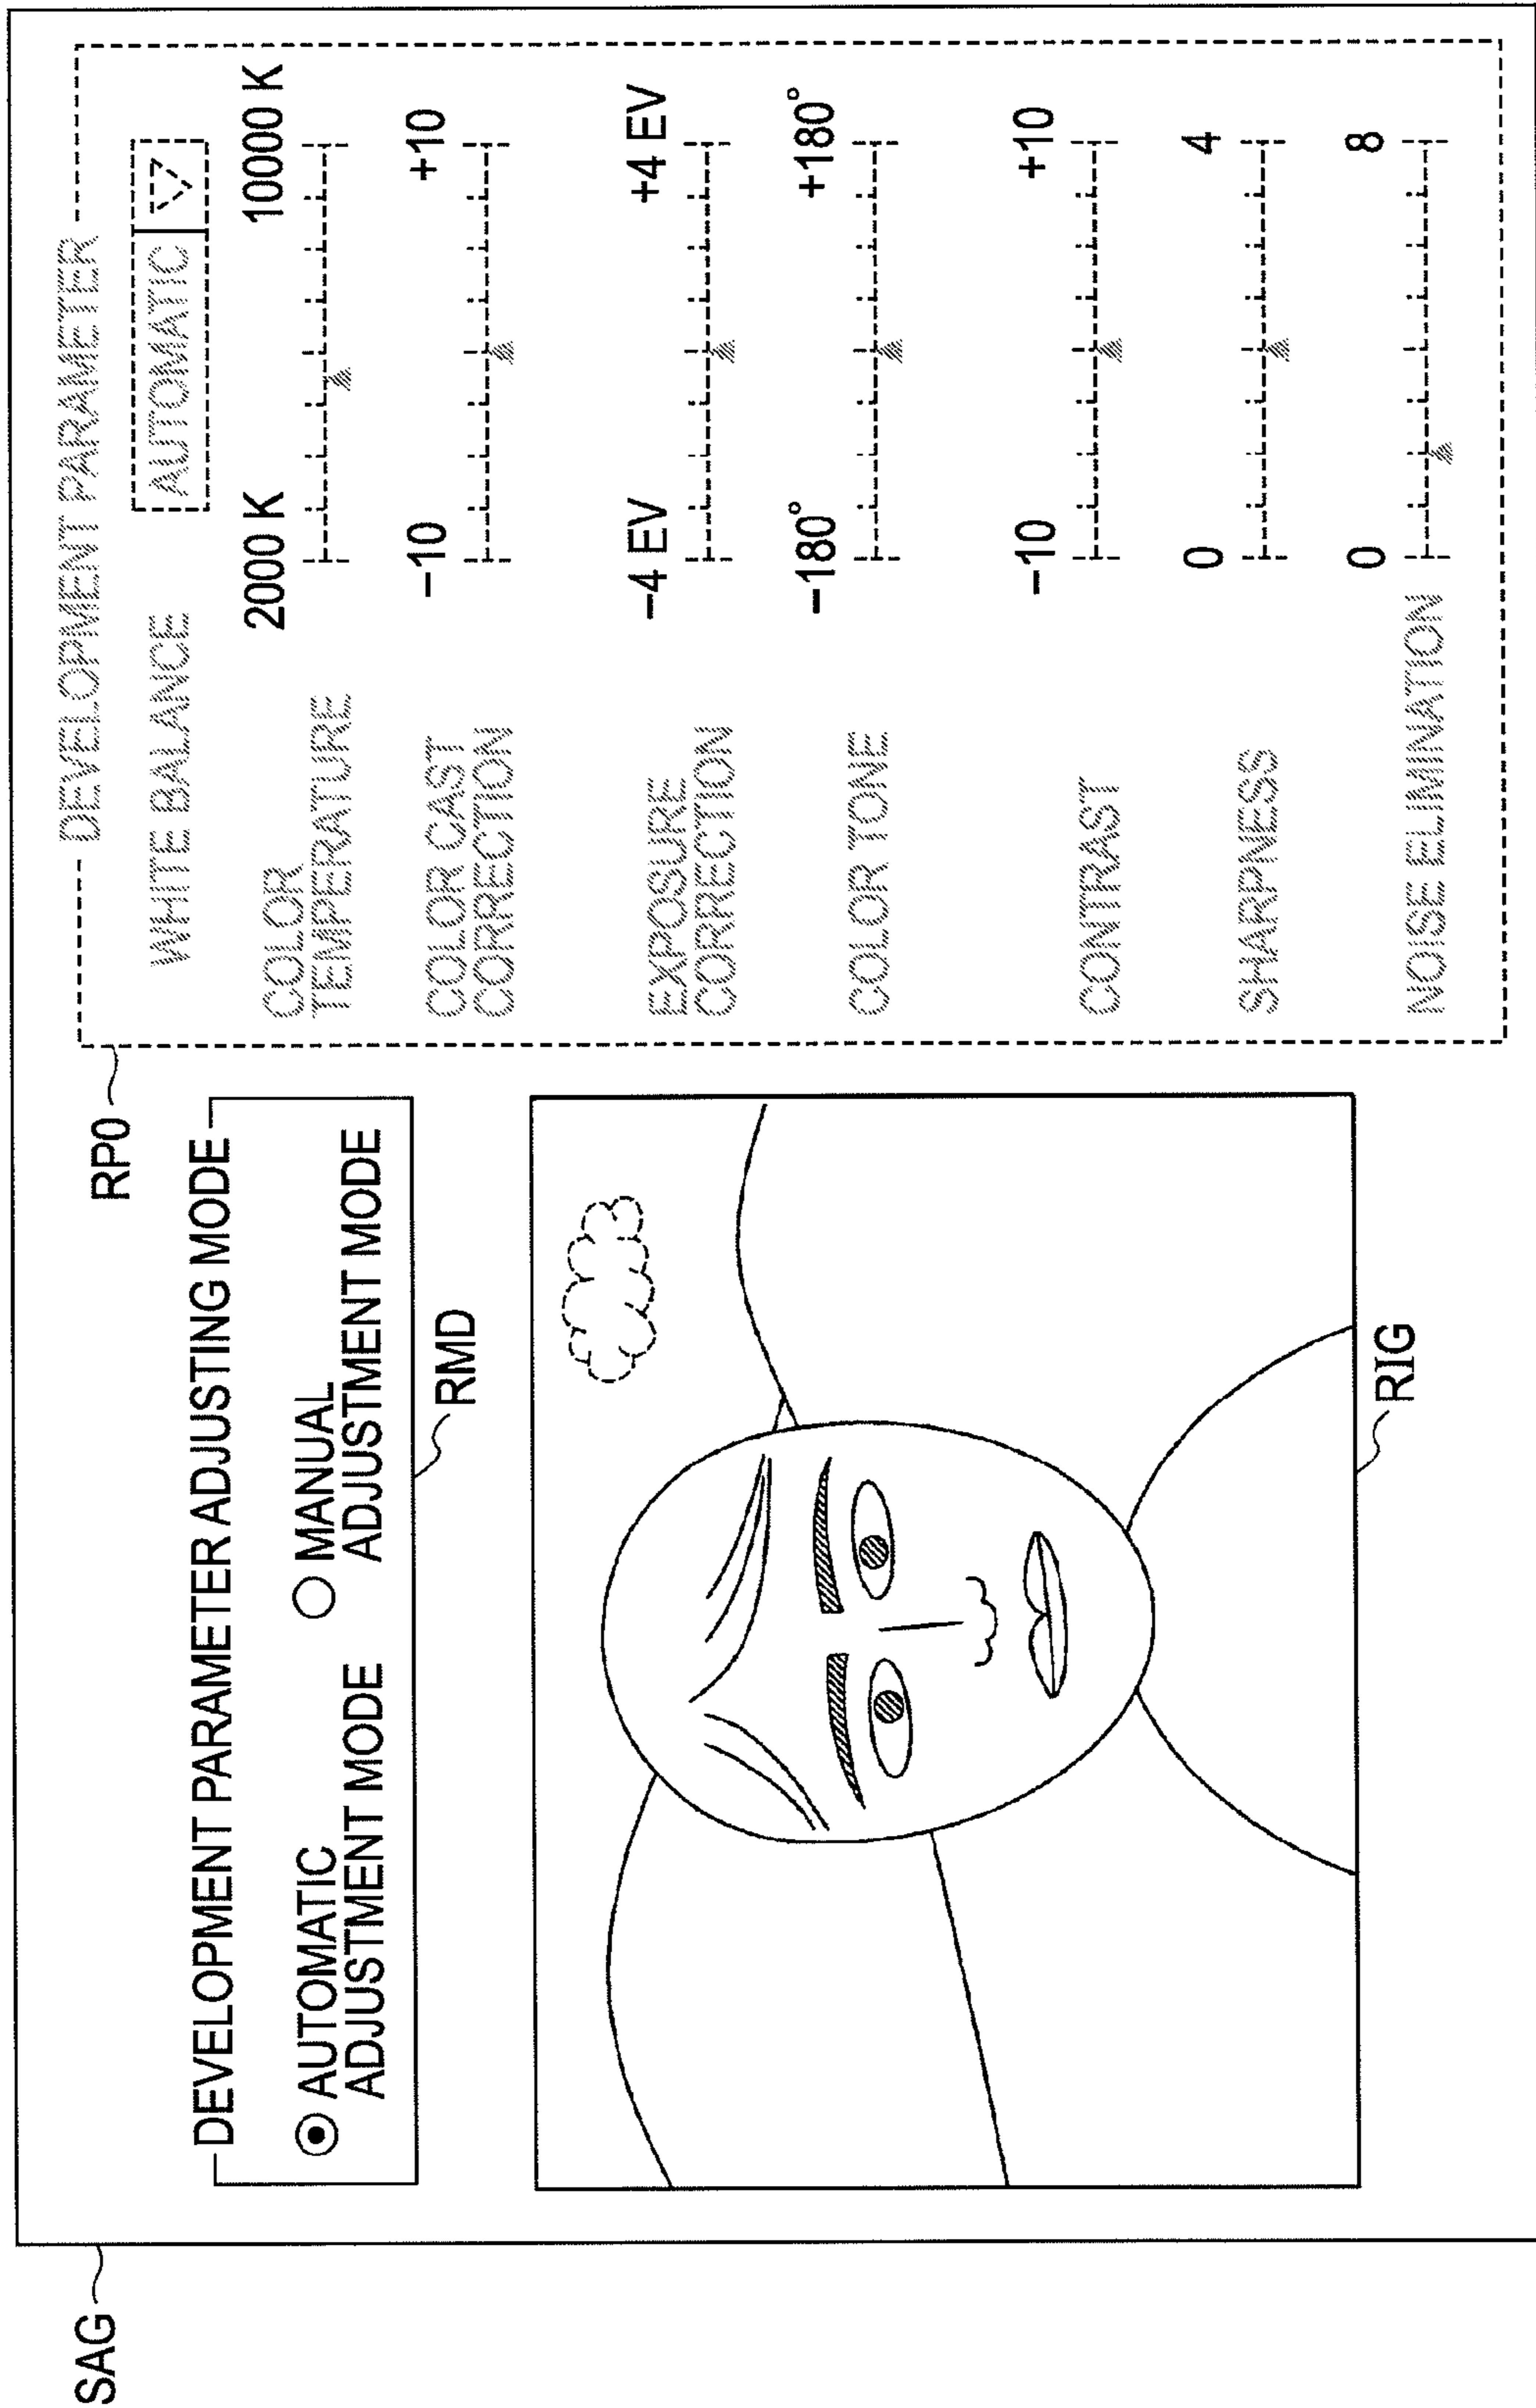 SAG
DEVELOPMENT PARAMETER ADJUSTING MODE
AUTOMATIC
ADJUSTMENT MODE
MANUAL
ADJUSTMENT MODE
RMD
RIG
RP0
DEVELOPMENT PARAMETER
WHITE BALANCE
AUTOMATIC
COLOR
TEMPERATURE
2000 K
10000 K
COLOR CAST
CORRECTION
−10
+10
EXPOSURE
CORRECTION
−4 EV
+4 EV
COLOR TONE
−180°
+180°
CONTRAST
−10
+10
SHARPNESS
0
4
NOISE ELIMINATION
0
8